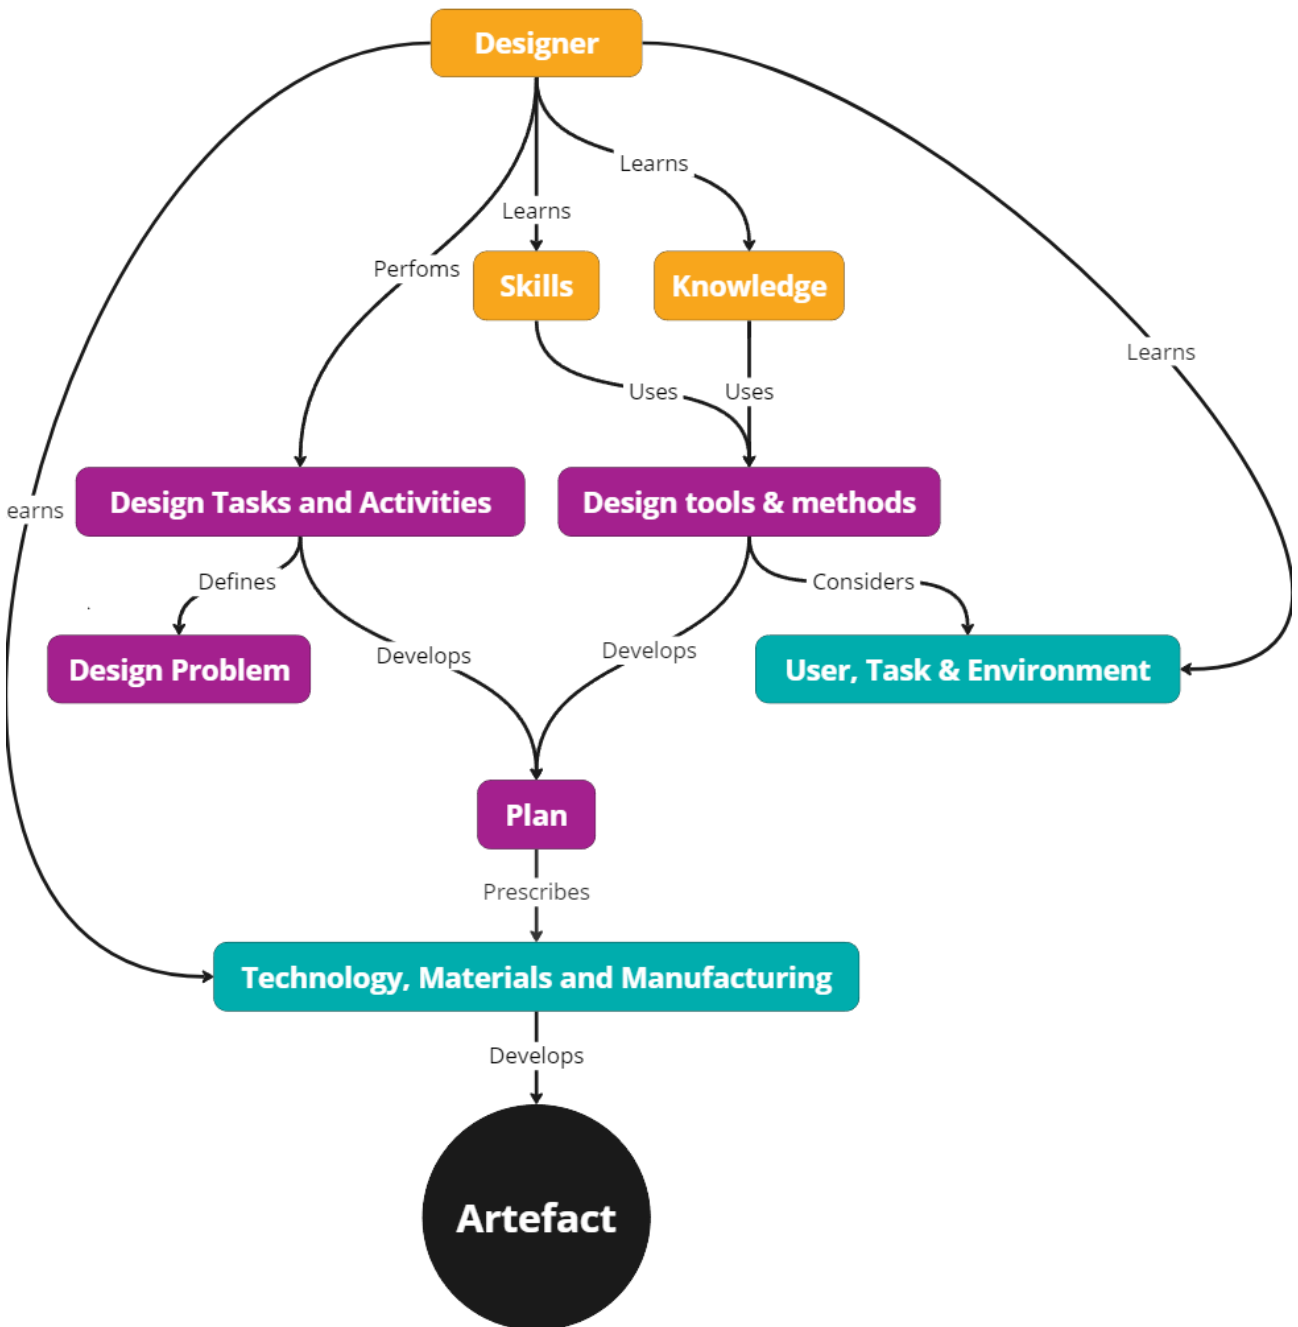 Designer
Learns
Learns
Perfoms
Skills
Knowledge
Learns
Uses
Uses
Design Tasks and Activities
Design tools & methods
earns
Defines
Considers
Develops
Develops
Design Problem
User, Task & Environment
Plan
Prescribes
Technology, Materials and Manufacturing
Develops
Artefact